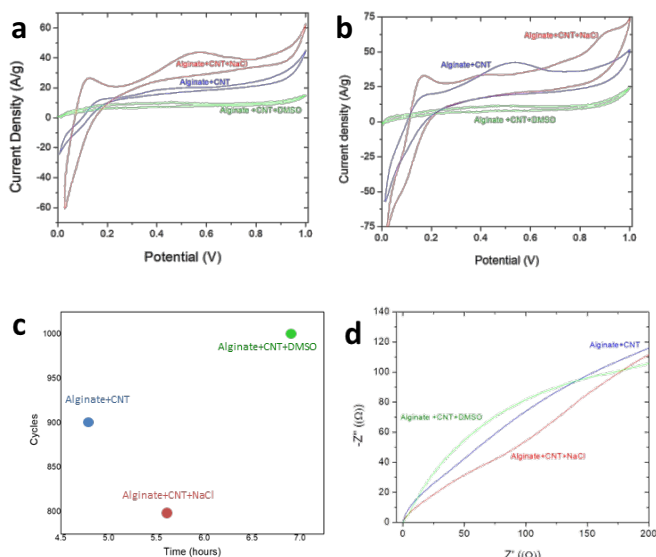 a
60
40
20
0
-20
-40
-60
Current Density (A/g)
Alginate+CNT+NaCl
Alginate+CNT
Alginate +CNT+DMSO
0.0 0.2 0.4 0.6 0.8 1.0
Potential (V)
b
75
50
25
0
25
50
-75
Current density (A/g)
Alginate+CNT+NaCl
Alginate+CNT
Alginate +CNT+DMSO
0.0 0.2 0.4 0.6 0.8 1.0
Potential (V)
c
1000
950
900
850
800
Cycles
Alginate+CNT+DMSO
Alginate+CNT
Alginate+CNT+NaCl
4.5 5.0 5.5 6.0 6.5 7.0
Time (hours)
d
140
120
100
80
60
40
20
0
-Z" ((Ω)
Alginate+CNT
Alginate +CNT+DMSO
Alginate+CNT+NaCl
0 50 100 150 200
Z' ((Ω)